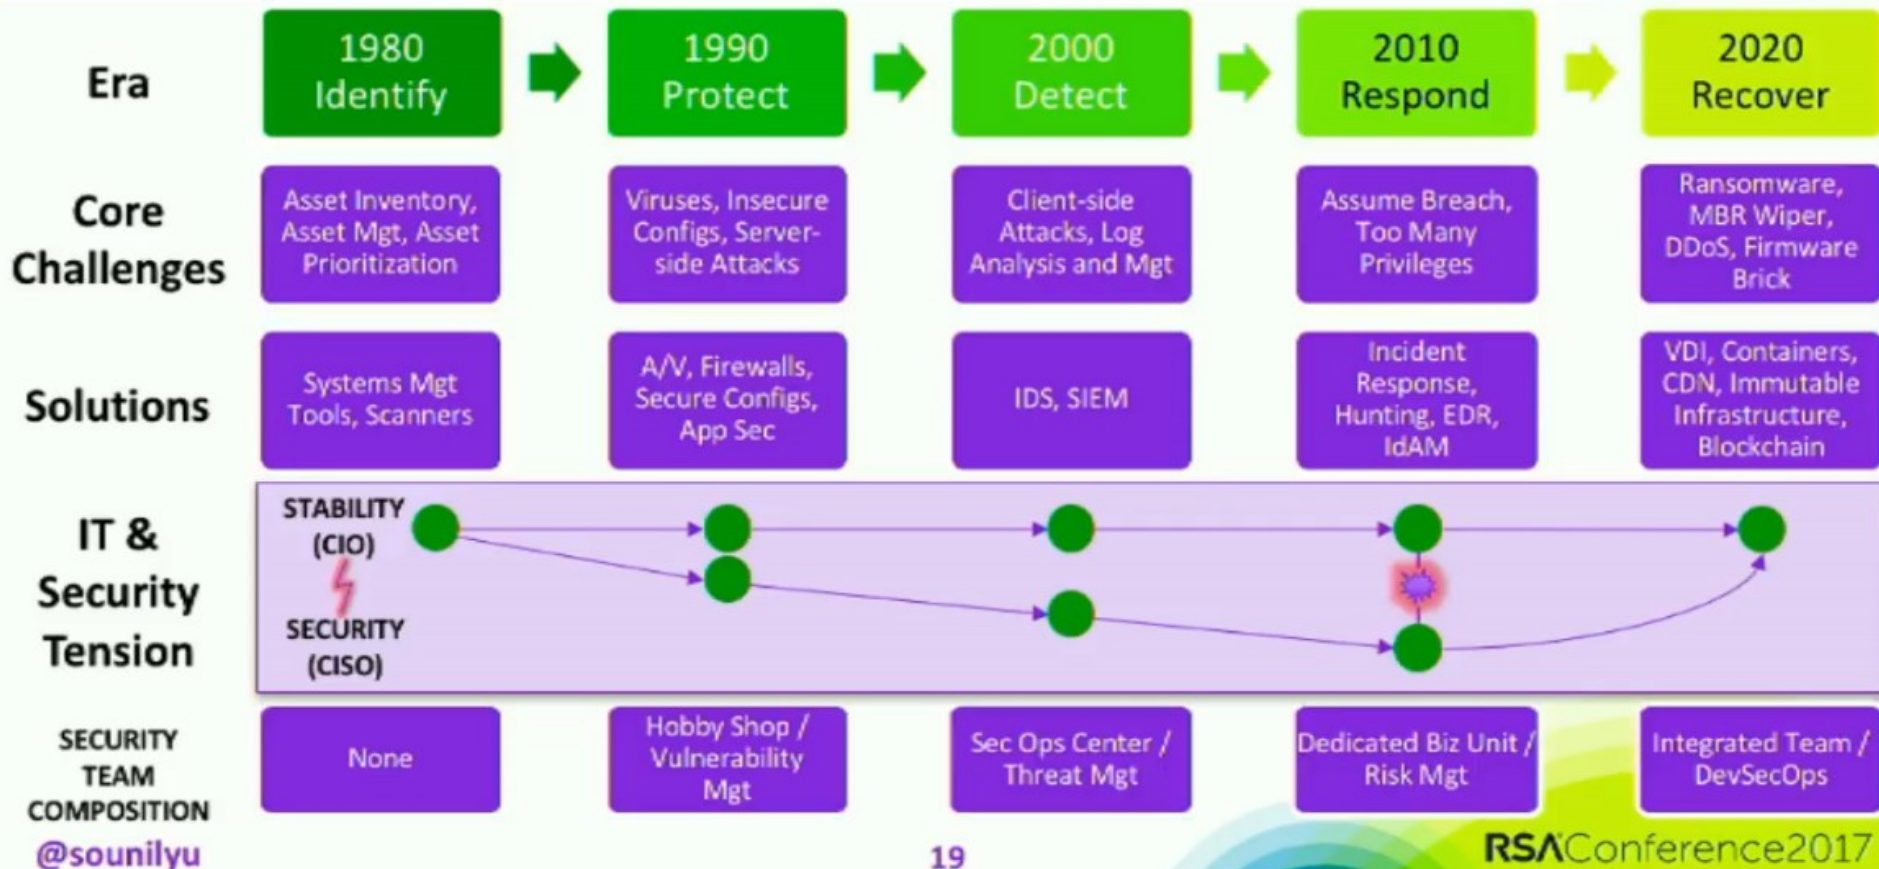 Era
1980
Identify
1990
Protect
2000
Detect
2010
Respond
2020
Recover
Core
Challenges
Asset Inventory,
Asset Mgt, Asset
Prioritization
Viruses, Insecure
Configs, Server-
side Attacks
Client-side
Attacks, Log
Analysis and Mgt
Assume Breach,
Too Many
Privileges
Ransomware,
MBR Wiper,
DDoS, Firmware
Brick
Solutions
Systems Mgt
Tools, Scanners
A/V, Firewalls,
Secure Configs,
App Sec
IDS, SIEM
Incident
Response,
Hunting, EDR,
IdAM
VDI, Containers,
CDN, Immutable
Infrastructure,
Blockchain
IT &
Security
Tension
STABILITY
(CIO)
SECURITY
(CISO)
SECURITY
TEAM
COMPOSITION
None
Hobby Shop /
Vulnerability
Mgt
Sec Ops Center /
Threat Mgt
Dedicated Biz Unit /
Risk Mgt
Integrated Team /
DevSecOps
@sounilyu
19
RSAConference2017